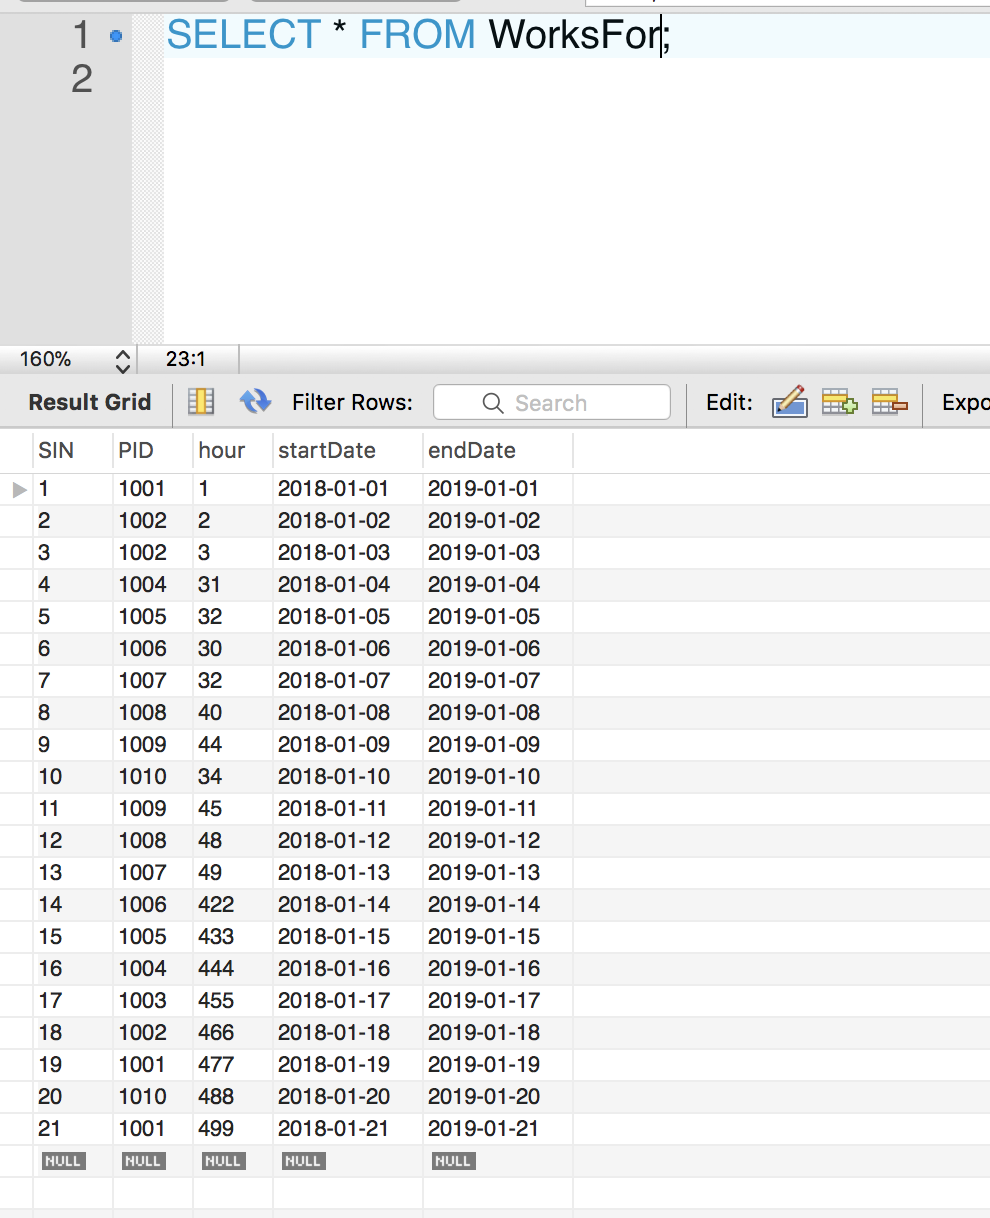 1 SELECT * FROM WorksFor;
2
160% 23:1
Result Grid Filter Rows: Search Edit: Expo
SIN PID hour startDate endDate
1 1001 1 2018-01-01 2019-01-01
2 1002 2 2018-01-02 2019-01-02
3 1002 3 2018-01-03 2019-01-03
4 1004 31 2018-01-04 2019-01-04
5 1005 32 2018-01-05 2019-01-05
6 1006 30 2018-01-06 2019-01-06
7 1007 32 2018-01-07 2019-01-07
8 1008 40 2018-01-08 2019-01-08
9 1009 44 2018-01-09 2019-01-09
10 1010 34 2018-01-10 2019-01-10
11 1009 45 2018-01-11 2019-01-11
12 1008 48 2018-01-12 2019-01-12
13 1007 49 2018-01-13 2019-01-13
14 1006 422 2018-01-14 2019-01-14
15 1005 433 2018-01-15 2019-01-15
16 1004 444 2018-01-16 2019-01-16
17 1003 455 2018-01-17 2019-01-17
18 1002 466 2018-01-18 2019-01-18
19 1001 477 2018-01-19 2019-01-19
20 1010 488 2018-01-20 2019-01-20
21 1001 499 2018-01-21 2019-01-21
NULL NULL NULL NULL NULL